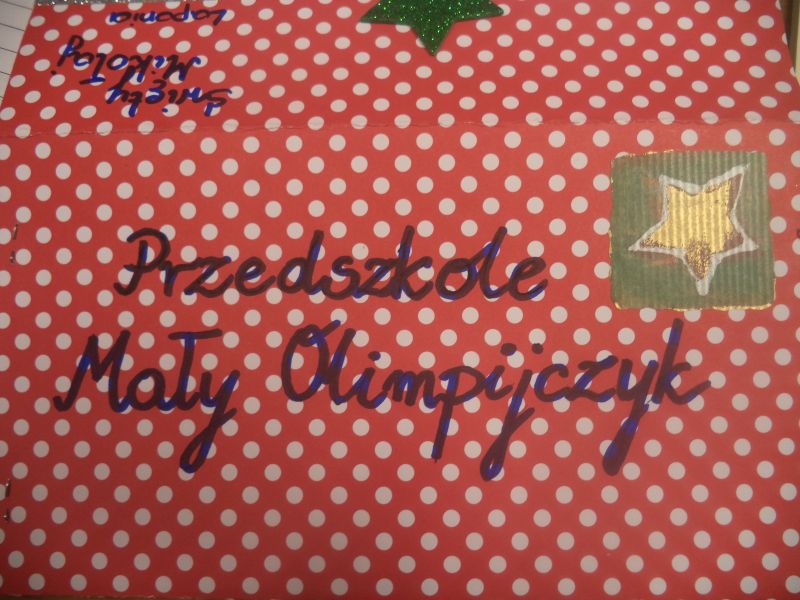 Święty
Mikołaj
Laponia
Przedszkole
Mały Olimpijczyk